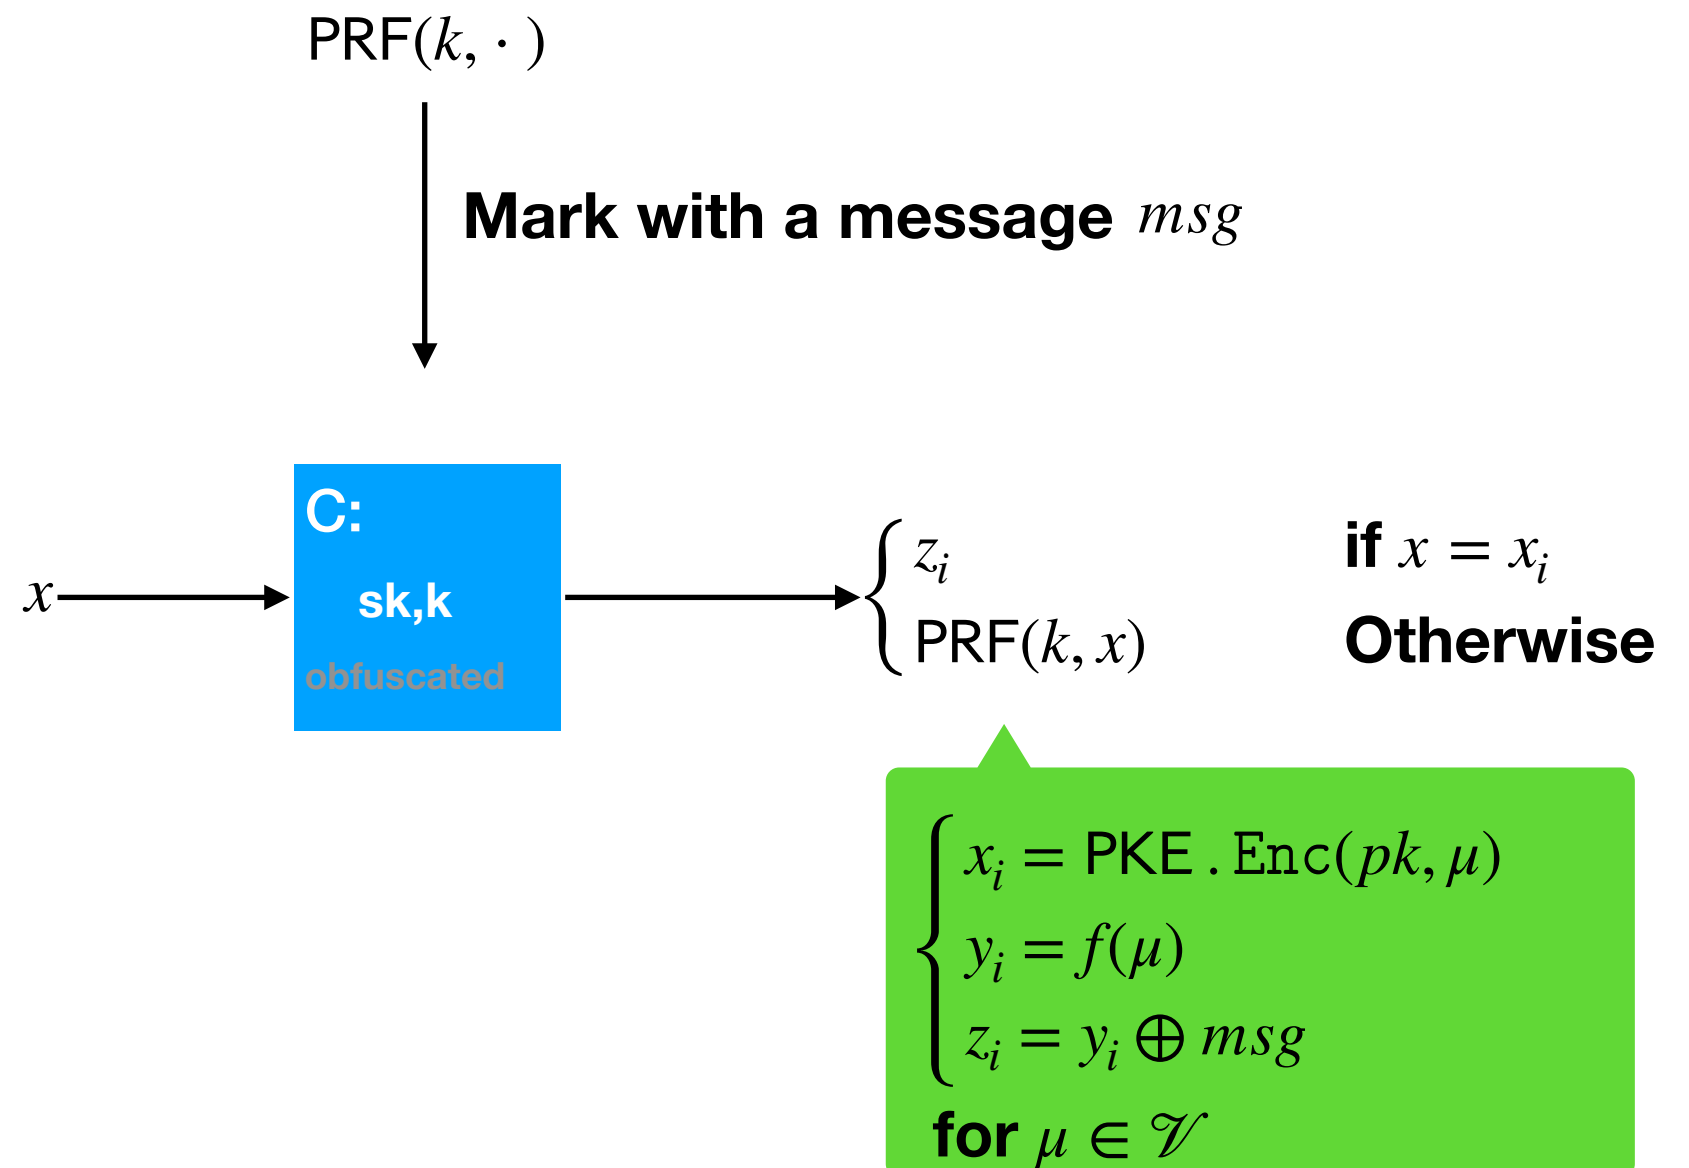 PRF(k, · )
Mark with a message msg
C:
sk,k
obfuscated
x
z_i if x = x_i
PRF(k, x) Otherwise
x_i = PKE . Enc(pk, μ)
y_i = f(μ)
z_i = y_i ⊕ msg
for μ ∈ 𝒱